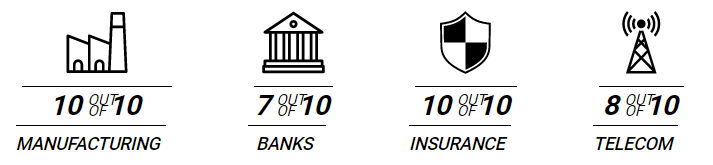 10 OUT OF 10
MANUFACTURING
7 OUT OF 10
BANKS
10 OUT OF 10
INSURANCE
8 OUT OF 10
TELECOM